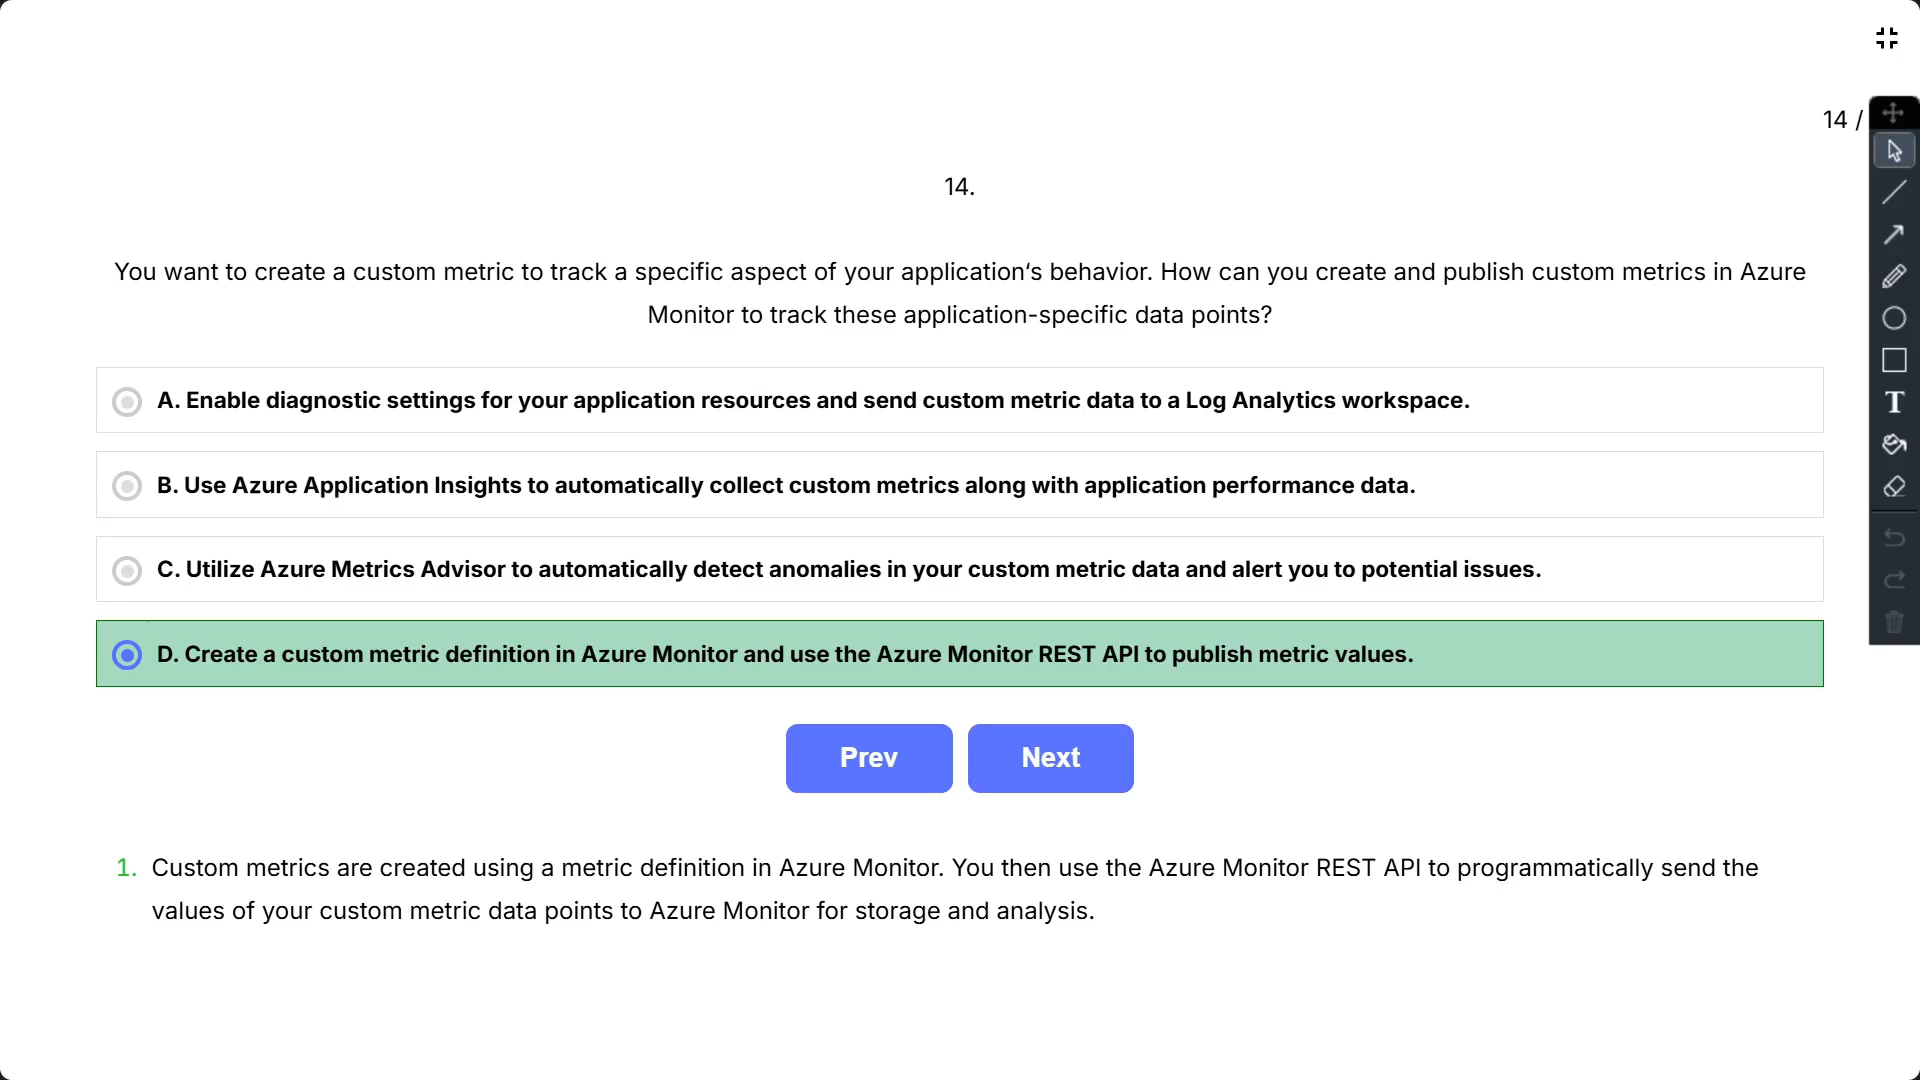 14 /
14.
You want to create a custom metric to track a specific aspect of your application‘s behavior. How can you create and publish custom metrics in Azure
Monitor to track these application-specific data points?
A. Enable diagnostic settings for your application resources and send custom metric data to a Log Analytics workspace.
B. Use Azure Application Insights to automatically collect custom metrics along with application performance data.
C. Utilize Azure Metrics Advisor to automatically detect anomalies in your custom metric data and alert you to potential issues.
D. Create a custom metric definition in Azure Monitor and use the Azure Monitor REST API to publish metric values.
Prev Next
1. Custom metrics are created using a metric definition in Azure Monitor. You then use the Azure Monitor REST API to programmatically send the
values of your custom metric data points to Azure Monitor for storage and analysis.
T